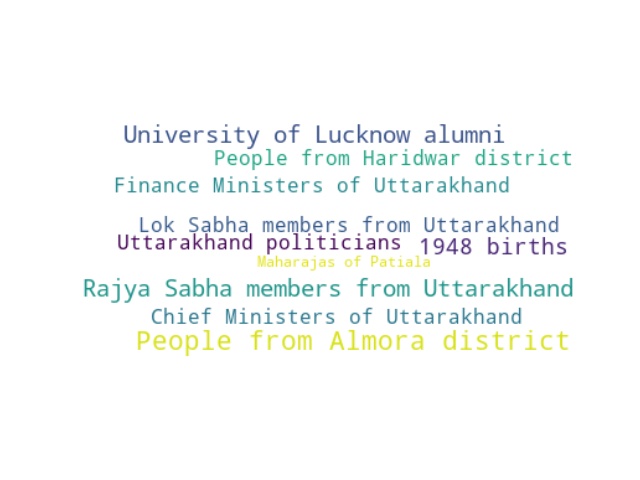 University of Lucknow alumni
People from Haridwar district
Finance Ministers of Uttarakhand
Lok Sabha members from Uttarakhand
Uttarakhand politicians
1948 births
Maharajas of Patiala
Rajya Sabha members from Uttarakhand
Chief Ministers of Uttarakhand
People from Almora district